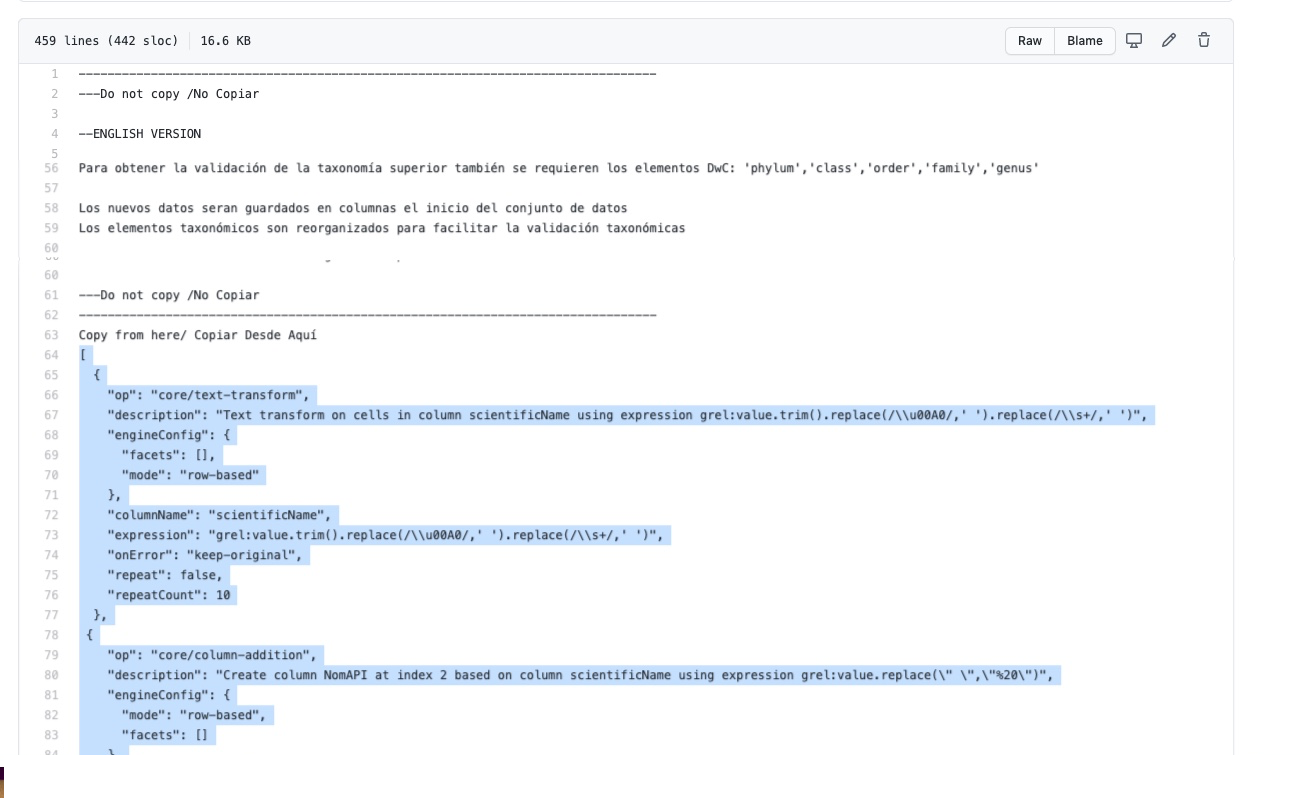 459 lines (442 sloc) 16.6 KB Raw Blame
1 --------------------------------------------------------------------------------
2 ---Do not copy /No Copiar
3
4 --ENGLISH VERSION
5
56 Para obtener la validación de la taxonomía superior también se requieren los elementos DwC: 'phylum','class','order','family','genus'
57
58 Los nuevos datos seran guardados en columnas el inicio del conjunto de datos
59 Los elementos taxonómicos son reorganizados para facilitar la validación taxonómicas
60
60
61 ---Do not copy /No Copiar
62 --------------------------------------------------------------------------------
63 Copy from here/ Copiar Desde Aquí
64 [
65   {
66     "op": "core/text-transform",
67     "description": "Text transform on cells in column scientificName using expression grel:value.trim().replace(/\\u00A0/,' ').replace(/\\s+/,' ')",
68     "engineConfig": {
69       "facets": [],
70       "mode": "row-based"
71     },
72     "columnName": "scientificName",
73     "expression": "grel:value.trim().replace(/\\u00A0/,' ').replace(/\\s+/,' ')",
74     "onError": "keep-original",
75     "repeat": false,
76     "repeatCount": 10
77   },
78  {
79     "op": "core/column-addition",
80     "description": "Create column NomAPI at index 2 based on column scientificName using expression grel:value.replace(\" \",\"%20\")",
81     "engineConfig": {
82       "mode": "row-based",
83       "facets": []
84     }